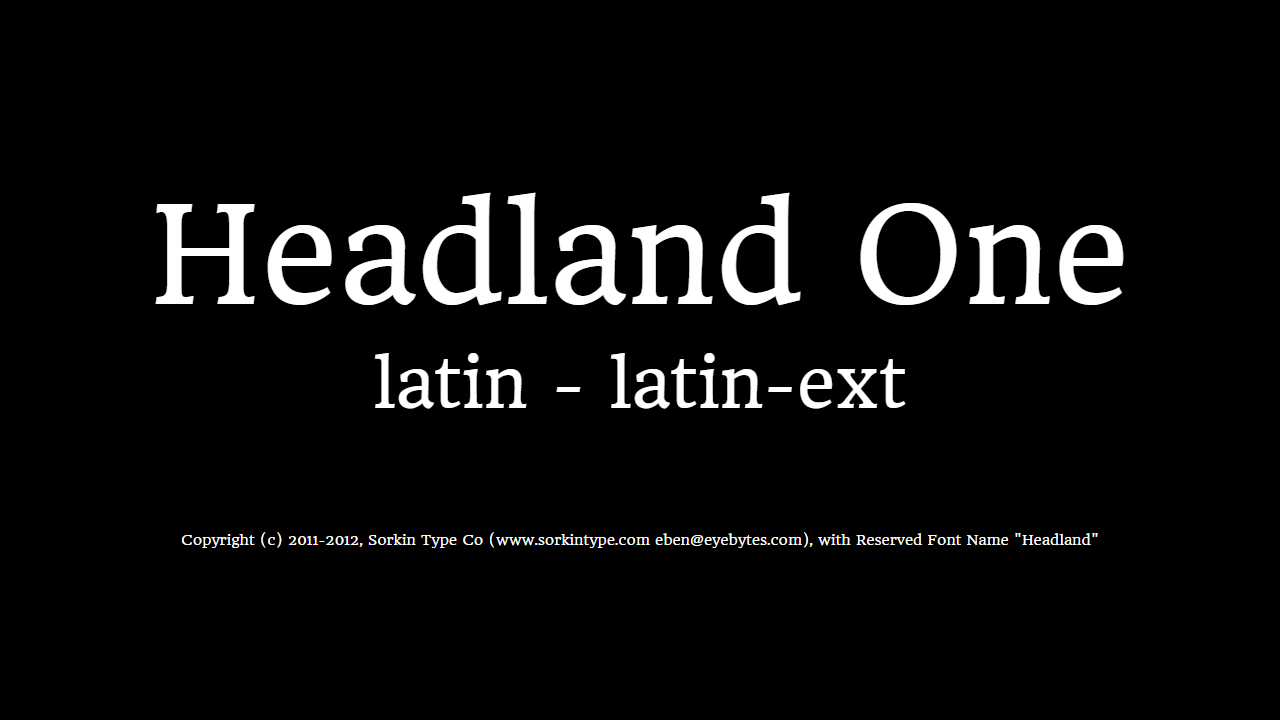 Headland One
latin - latin-ext
Copyright (c) 2011-2012, Sorkin Type Co (www.sorkintype.com eben@eyebytes.com), with Reserved Font Name "Headland"